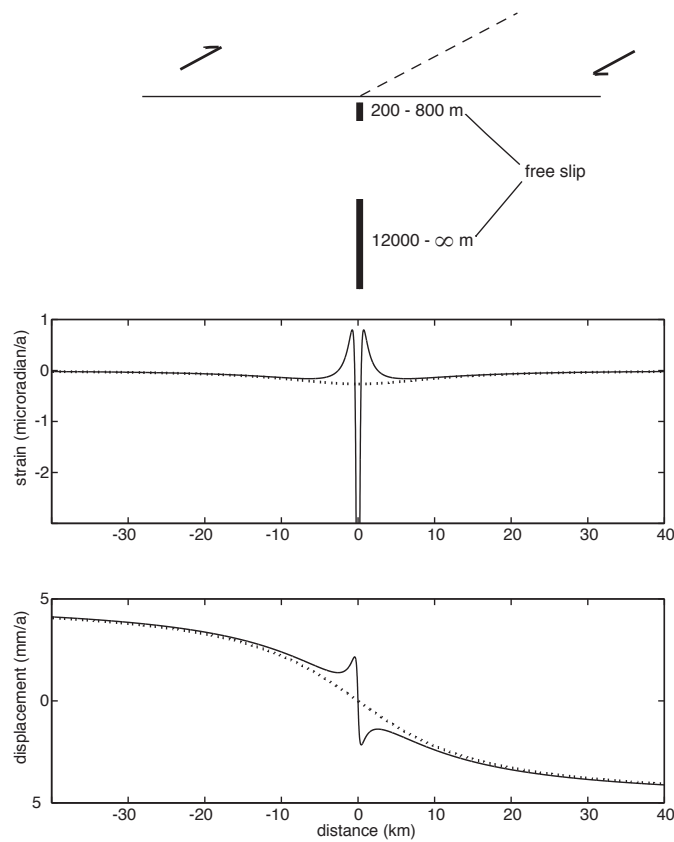 200 - 800 m
free slip
12000 - ∞ m
1
0
-1
-2
strain (microradian/a)
-30 -20 -10 0 10 20 30 40
5
0
5
displacement (mm/a)
-30 -20 -10 0 10 20 30 40
distance (km)